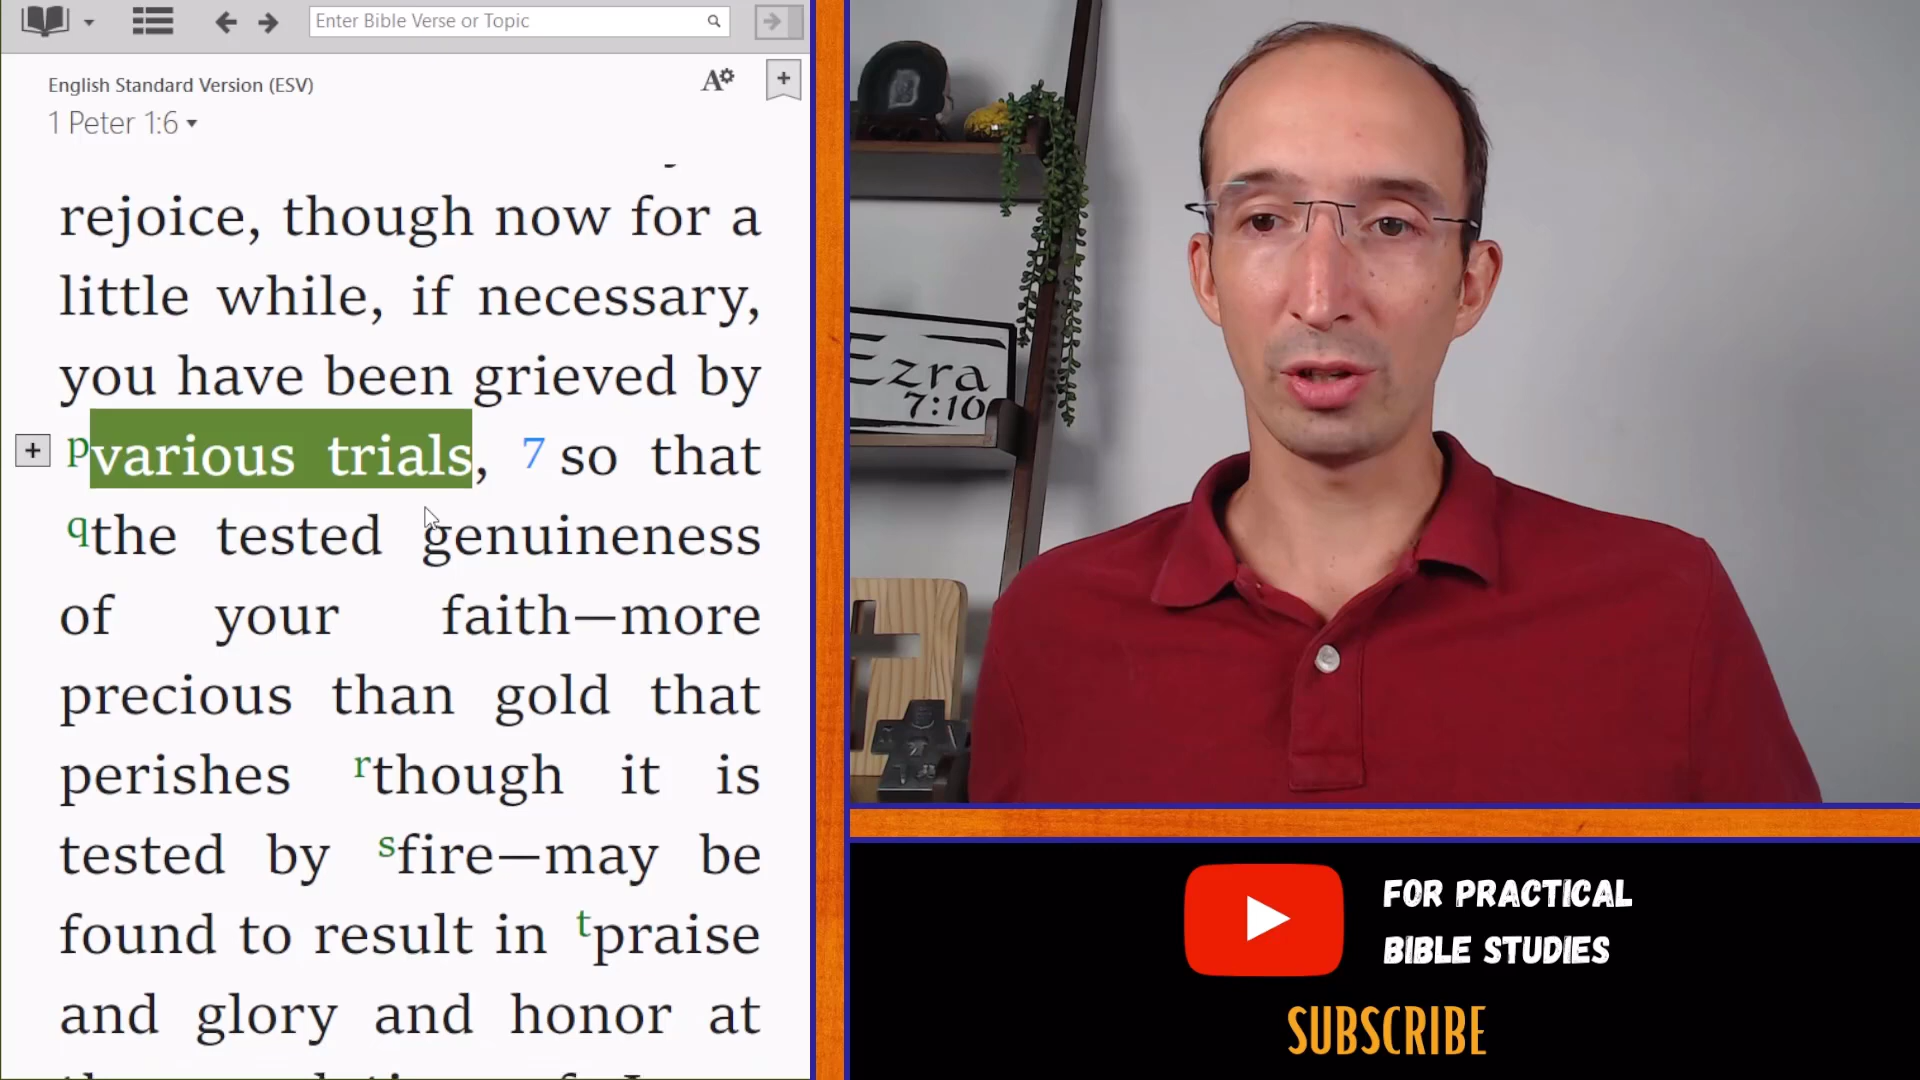 Enter Bible Verse or Topic
English Standard Version (ESV)
1 Peter 1:6
rejoice, though now for a
little while, if necessary,
you have been grieved by
pvarious trials, 7 so that
qthe tested genuineness
of your faith—more
precious than gold that
perishes rthough it is
tested by sfire—may be
found to result in tpraise
and glory and honor at
Ezra
7:10
FOR PRACTICAL
BIBLE STUDIES
SUBSCRIBE